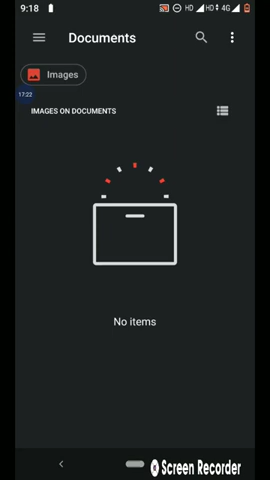 9:18
HD HD 4G
Documents
Images
17:22
IMAGES ON DOCUMENTS
No items
Screen Recorder